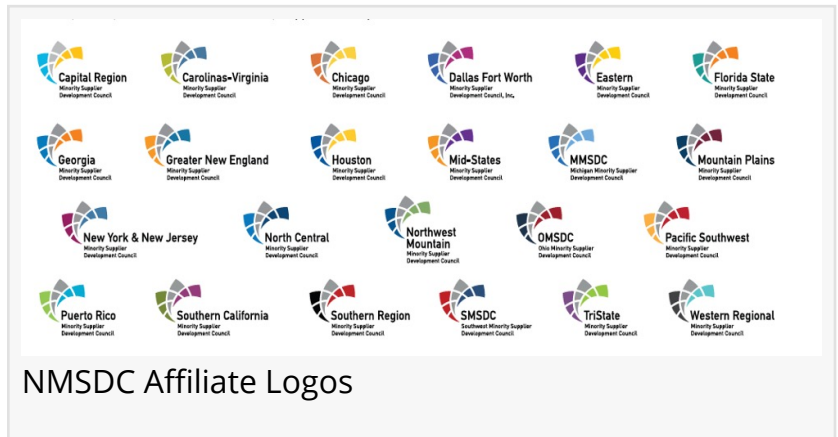 Capital Region
Minority Supplier
Development Council
Carolinas-Virginia
Minority Supplier
Development Council
Chicago
Minority Supplier
Development Council
Dallas Fort Worth
Minority Supplier
Development Council, Inc.
Eastern
Minority Supplier
Development Council
Florida State
Minority Supplier
Development Council
Georgia
Minority Supplier
Development Council
Greater New England
Minority Supplier
Development Council
Houston
Minority Supplier
Development Council
Mid-States
Minority Supplier
Development Council
MMSDC
Michigan Minority Supplier
Development Council
Mountain Plains
Minority Supplier
Development Council
New York & New Jersey
Minority Supplier
Development Council
North Central
Minority Supplier
Development Council
Northwest
Mountain
Minority Supplier
Development Council
OMSDC
Ohio Minority Supplier
Development Council
Pacific Southwest
Minority Supplier
Development Council
Puerto Rico
Minority Supplier
Development Council
Southern California
Minority Supplier
Development Council
Southern Region
Minority Supplier
Development Council
SMSDC
Southwest Minority Supplier
Development Council
TriState
Minority Supplier
Development Council
Western Regional
Minority Supplier
Development Council
NMSDC Affiliate Logos